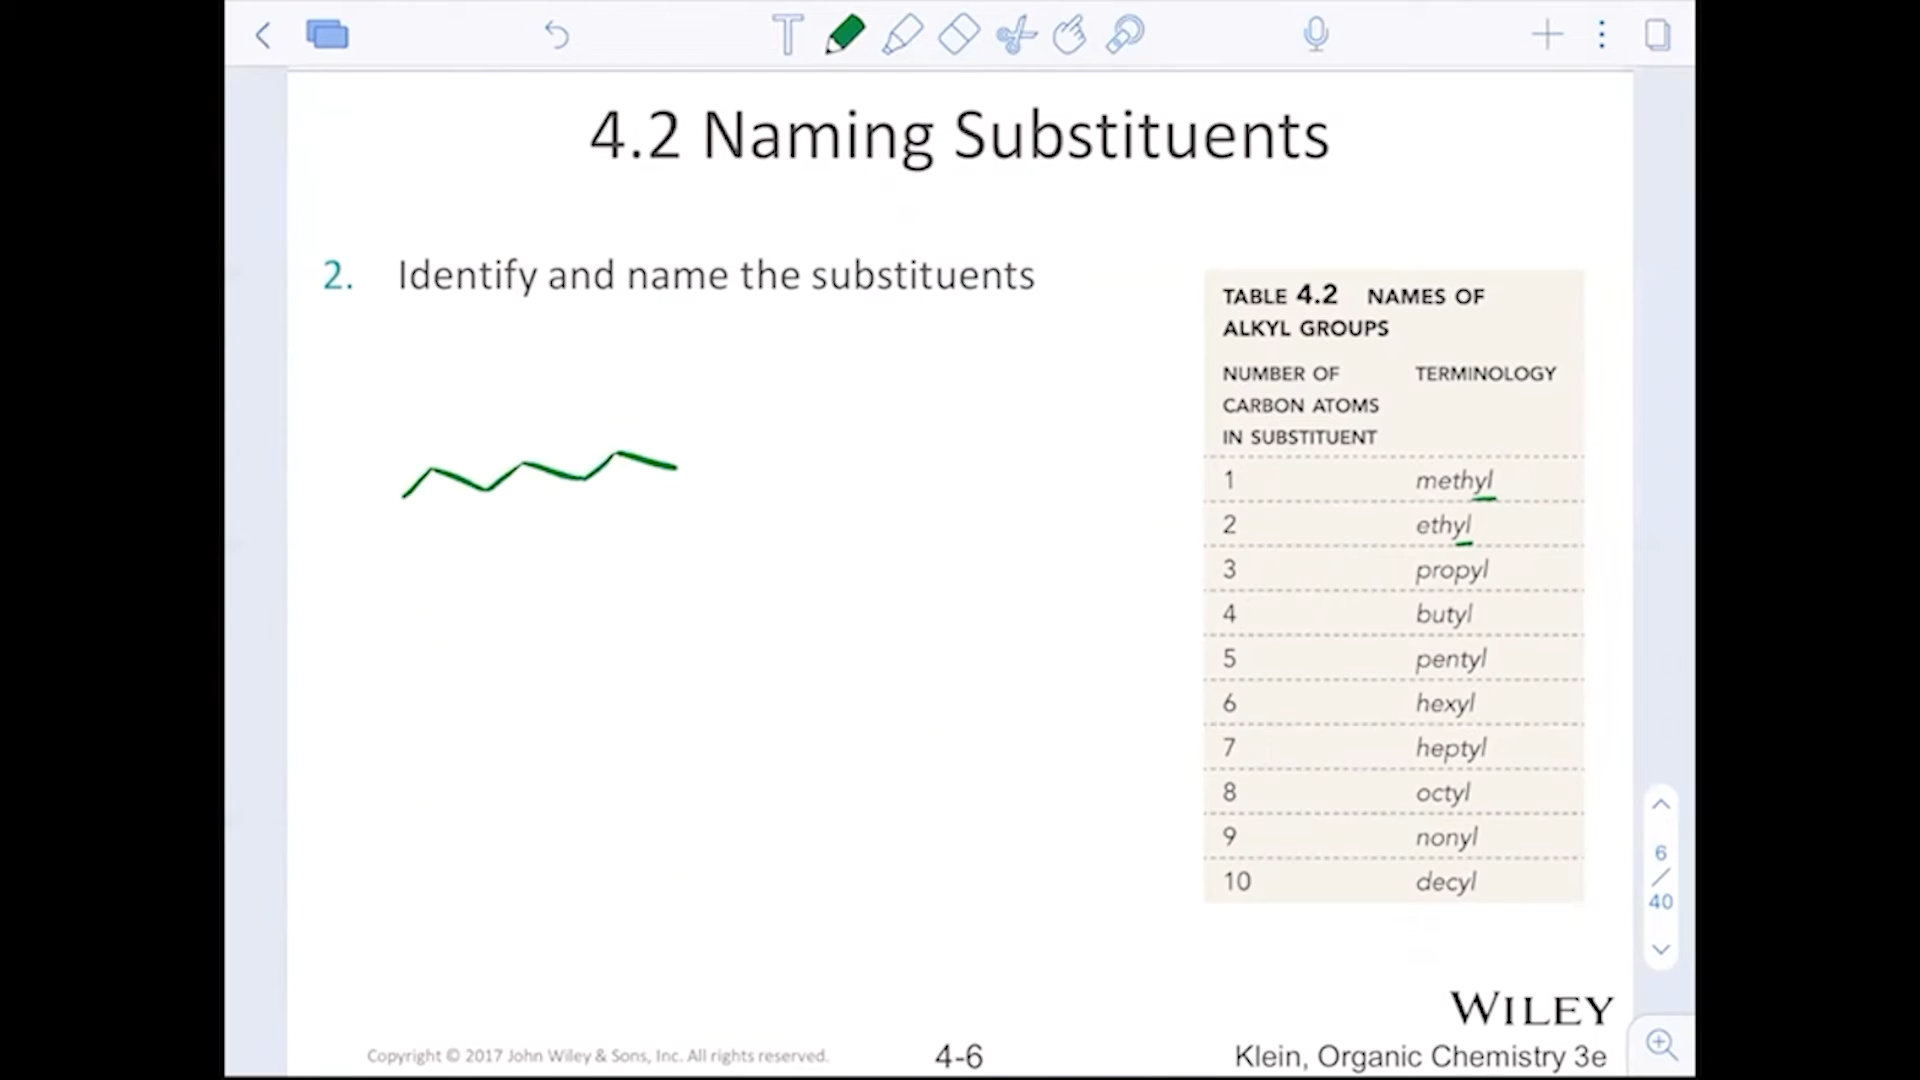 4.2 Naming Substituents
2. Identify and name the substituents
TABLE 4.2 NAMES OF
ALKYL GROUPS
NUMBER OF TERMINOLOGY
CARBON ATOMS
IN SUBSTITUENT
1 methyl
2 ethyl
3 propyl
4 butyl
5 pentyl
6 hexyl
7 heptyl
8 octyl
9 nonyl
10 decyl
6
/
40
WILEY
Copyright © 2017 John Wiley & Sons, Inc. All rights reserved. 4-6 Klein, Organic Chemistry 3e